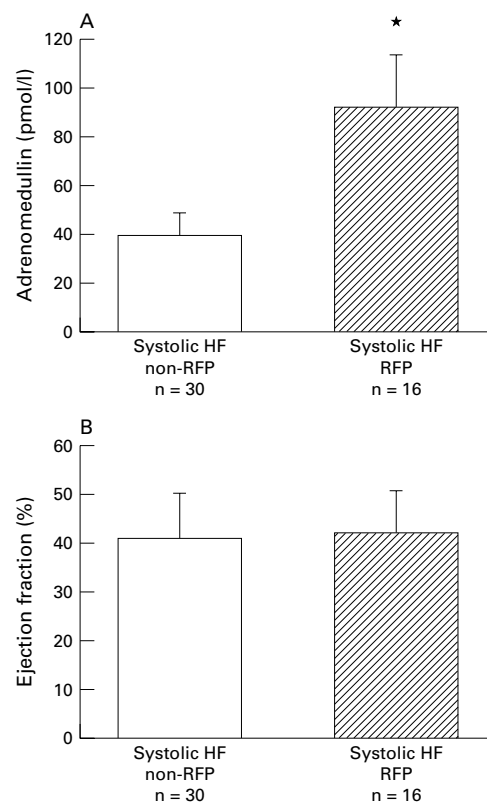 A
Adrenomedullin (pmol/l)
120
100
80
60
40
20
0
★
Systolic HF
non-RFP
n = 30
Systolic HF
RFP
n = 16
B
Ejection fraction (%)
60
50
40
30
20
10
0
Systolic HF
non-RFP
n = 30
Systolic HF
RFP
n = 16